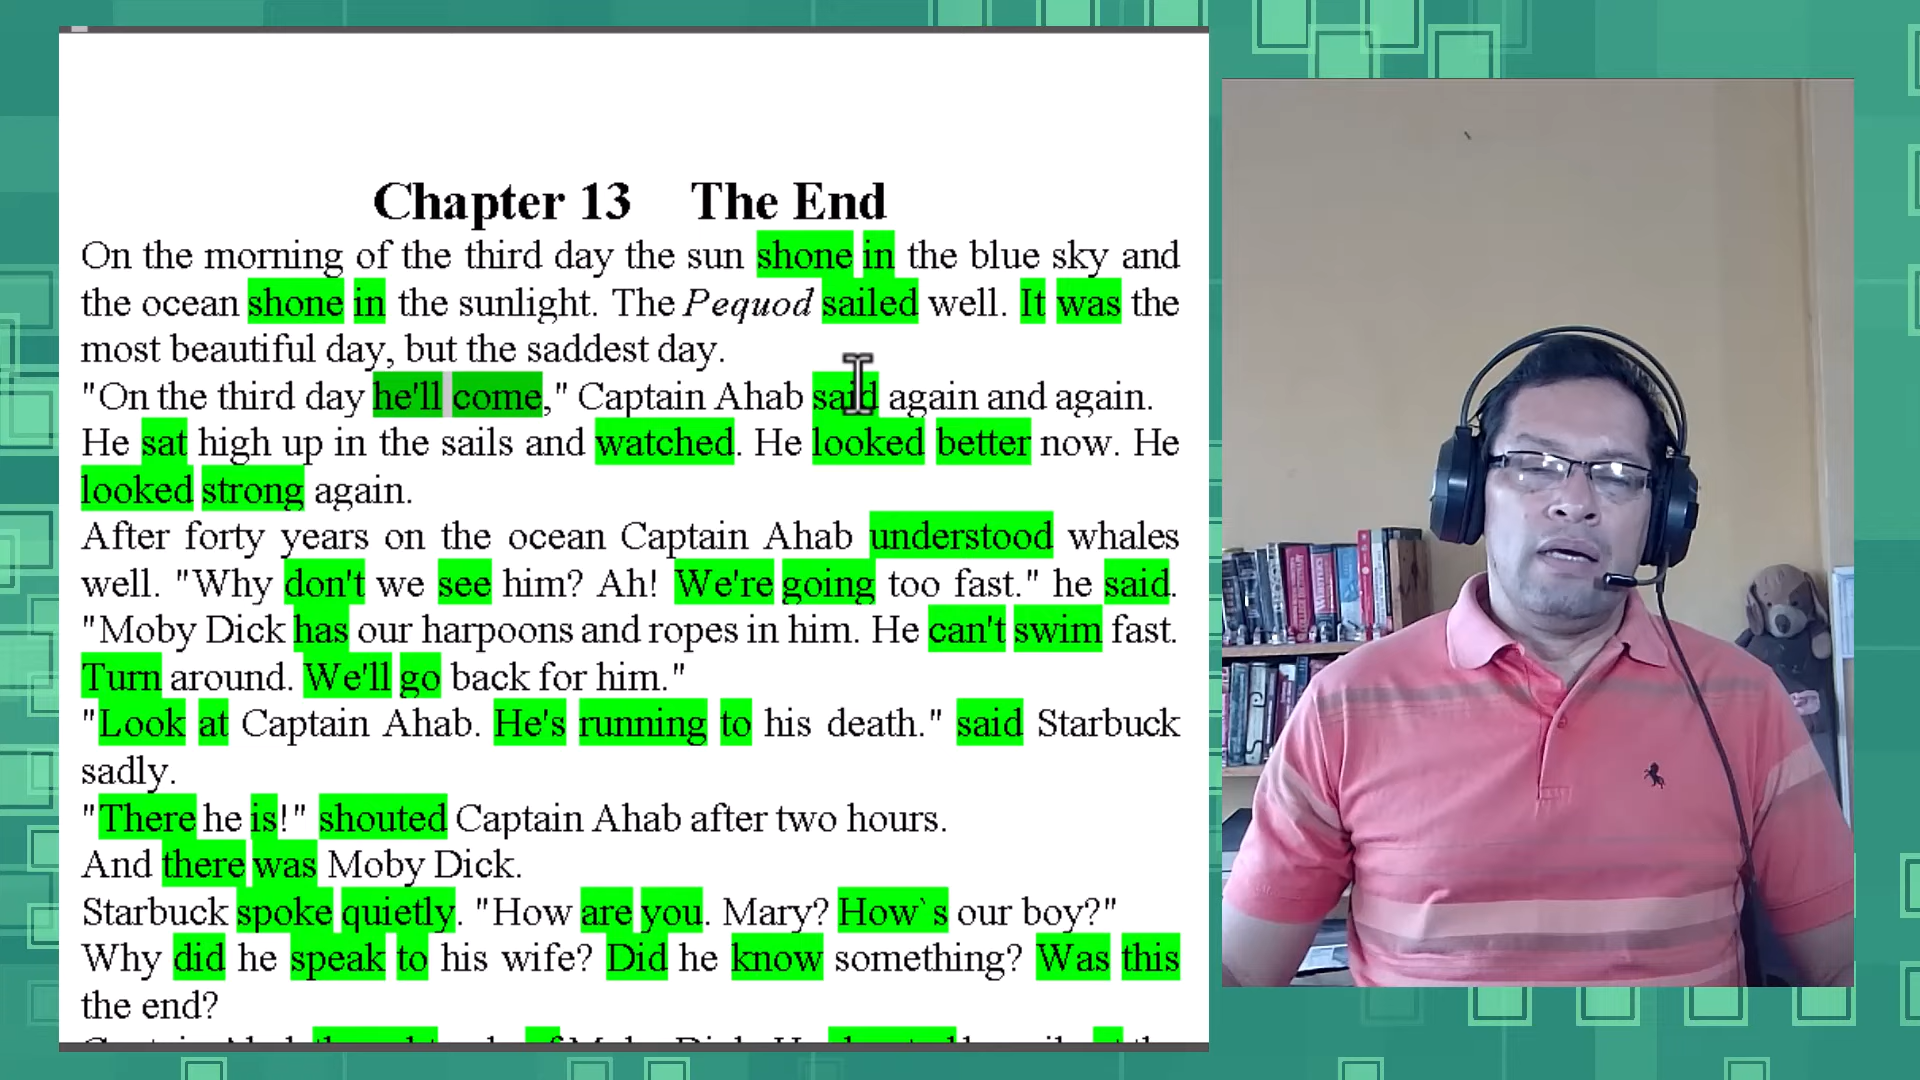 Chapter 13 The End
On the morning of the third day the sun shone in the blue sky and
the ocean shone in the sunlight. The Pequod sailed well. It was the
most beautiful day, but the saddest day.
"On the third day he'll come," Captain Ahab said again and again.
He sat high up in the sails and watched. He looked better now. He
looked strong again.
After forty years on the ocean Captain Ahab understood whales
well. "Why don't we see him? Ah! We're going too fast." he said.
"Moby Dick has our harpoons and ropes in him. He can't swim fast.
Turn around. We'll go back for him."
"Look at Captain Ahab. He's running to his death." said Starbuck
sadly.
"There he is!" shouted Captain Ahab after two hours.
And there was Moby Dick.
Starbuck spoke quietly. "How are you. Mary? How`s our boy?"
Why did he speak to his wife? Did he know something? Was this
the end?